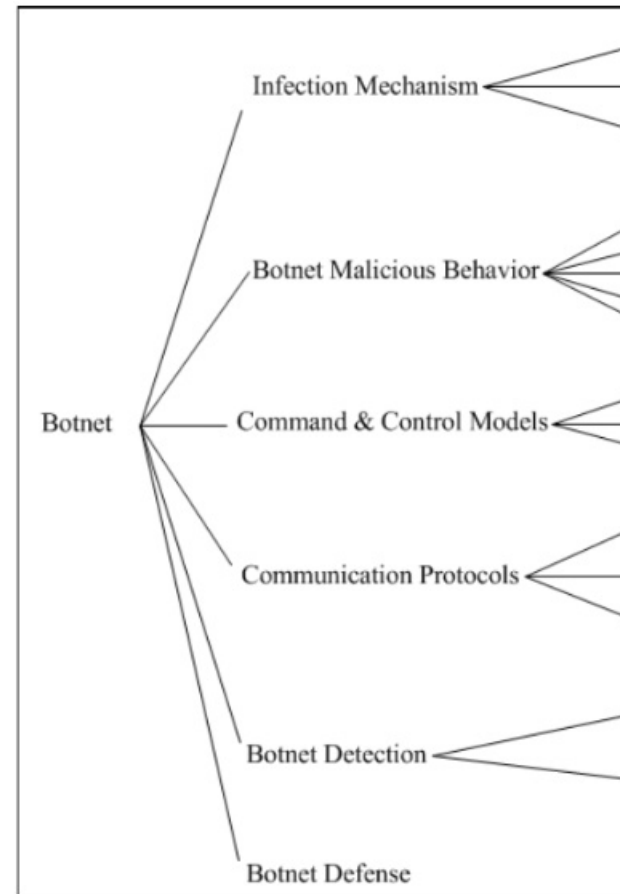 Infection Mechanism
Botnet Malicious Behavior
Botnet
Command & Control Models
Communication Protocols
Botnet Detection
Botnet Defense